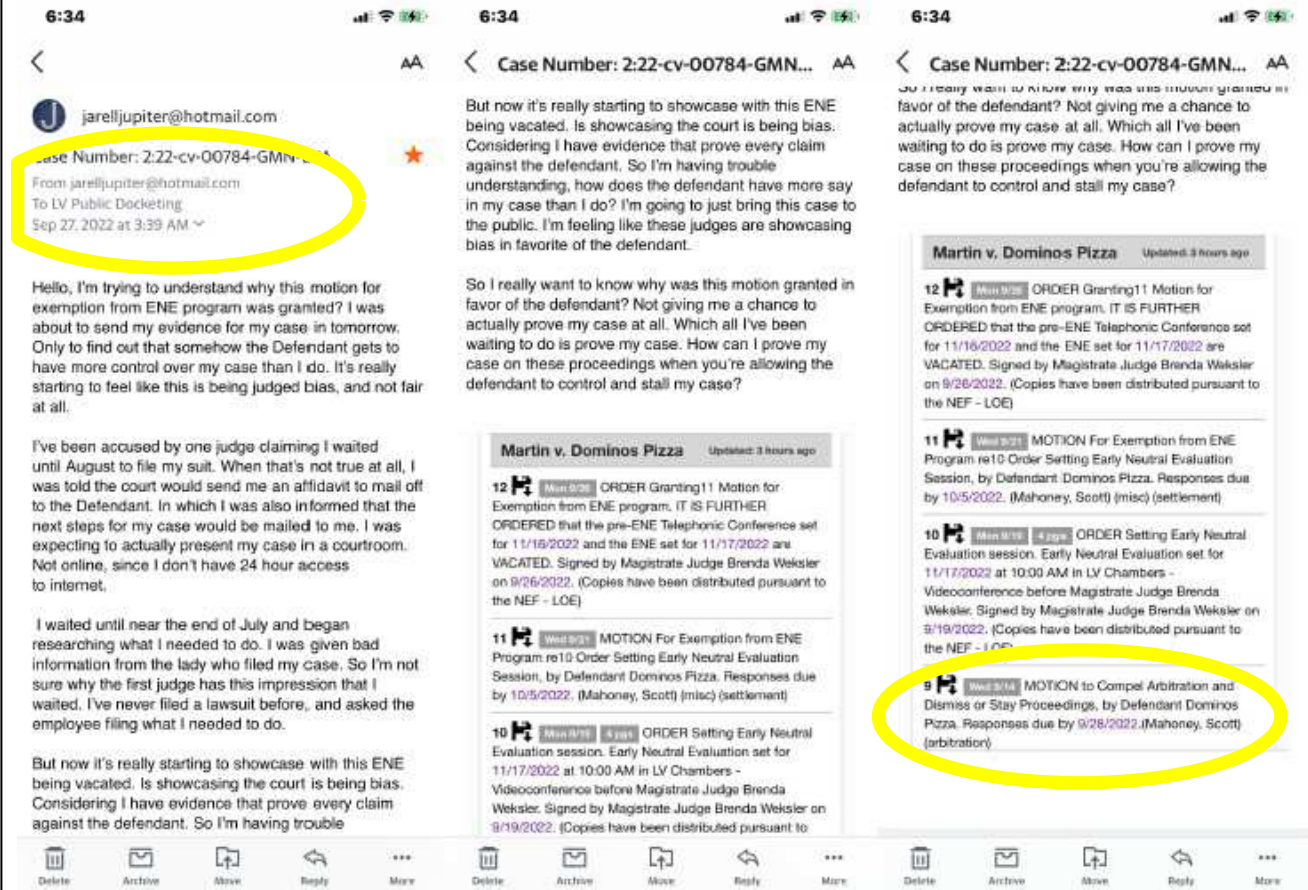 6:34
AA
J
jarelljupiter@hotmail.com
Case Number: 2:22-cv-00784-GMN-
From jarelljupiter@hotmail.com
To LV Public Docketing
Sep 27, 2022 at 3:39 AM
Hello, I'm trying to understand why this motion for
exemption from ENE program was granted? I was
about to send my evidence for my case in tomorrow.
Only to find out that somehow the Defendant gets to
have more control over my case than I do. It's really
starting to feel like this is being judged bias, and not fair
at all.
I've been accused by one judge claiming I waited
until August to file my suit. When that's not true at all, I
was told the court would send me an affidavit to mail off
to the Defendant. In which I was also informed that the
next steps for my case would be mailed to me. I was
expecting to actually present my case in a courtroom.
Not online, since I don't have 24 hour access
to internet.
I waited until near the end of July and began
researching what I needed to do. I was given bad
information from the lady who filed my case. So I'm not
sure why the first judge has this impression that I
waited. I've never filed a lawsuit before, and asked the
employee filing what I needed to do.
But now it's really starting to showcase with this ENE
being vacated. Is showcasing the court is being bias.
Considering I have evidence that prove every claim
against the defendant. So I'm having trouble
Delete
Archive
Move
Reply
More
6:34
Case Number: 2:22-cv-00784-GMN... AA
But now it's really starting to showcase with this ENE
being vacated. Is showcasing the court is being bias.
Considering I have evidence that prove every claim
against the defendant. So I'm having trouble
understanding, how does the defendant have more say
in my case than I do? I'm going to just bring this case to
the public. I'm feeling like these judges are showcasing
bias in favorite of the defendant.
So I really want to know why was this motion granted in
favor of the defendant? Not giving me a chance to
actually prove my case at all. Which all I've been
waiting to do is prove my case. How can I prove my
case on these proceedings when you're allowing the
defendant to control and stall my case?
Martin v. Dominos Pizza Updated: 3 hours ago
12 Mon 9/26 ORDER Granting11 Motion for
Exemption from ENE program. IT IS FURTHER
ORDERED that the pre-ENE Telephonic Conference set
for 11/16/2022 and the ENE set for 11/17/2022 are
VACATED. Signed by Magistrate Judge Brenda Weksler
on 9/26/2022. (Copies have been distributed pursuant to
the NEF - LOE)
11 Wed 9/21 MOTION For Exemption from ENE
Program re10 Order Setting Early Neutral Evaluation
Session, by Defendant Dominos Pizza. Responses due
by 10/5/2022. (Mahoney, Scott) (misc) (settlement)
10 Mon 9/19 4 pgs ORDER Setting Early Neutral
Evaluation session. Early Neutral Evaluation set for
11/17/2022 at 10:00 AM in LV Chambers -
Videoconference before Magistrate Judge Brenda
Weksler. Signed by Magistrate Judge Brenda Weksler on
9/19/2022. (Copies have been distributed pursuant to
Delete
Archive
Move
Reply
More
6:34
Case Number: 2:22-cv-00784-GMN... AA
So I really want to know why was this motion granted in
favor of the defendant? Not giving me a chance to
actually prove my case at all. Which all I've been
waiting to do is prove my case. How can I prove my
case on these proceedings when you're allowing the
defendant to control and stall my case?
Martin v. Dominos Pizza Updated: 3 hours ago
12 Mon 9/26 ORDER Granting11 Motion for
Exemption from ENE program. IT IS FURTHER
ORDERED that the pre-ENE Telephonic Conference set
for 11/16/2022 and the ENE set for 11/17/2022 are
VACATED. Signed by Magistrate Judge Brenda Weksler
on 9/26/2022. (Copies have been distributed pursuant to
the NEF - LOE)
11 Wed 9/21 MOTION For Exemption from ENE
Program re10 Order Setting Early Neutral Evaluation
Session, by Defendant Dominos Pizza. Responses due
by 10/5/2022. (Mahoney, Scott) (misc) (settlement)
10 Mon 9/19 4 pgs ORDER Setting Early Neutral
Evaluation session. Early Neutral Evaluation set for
11/17/2022 at 10:00 AM in LV Chambers -
Videoconference before Magistrate Judge Brenda
Weksler. Signed by Magistrate Judge Brenda Weksler on
9/19/2022. (Copies have been distributed pursuant to
the NEF - LOE)
9 Wed 9/14 MOTION to Compel Arbitration and
Dismiss or Stay Proceedings, by Defendant Dominos
Pizza. Responses due by 9/28/2022.(Mahoney, Scott)
(arbitration)
Delete
Archive
Move
Reply
More